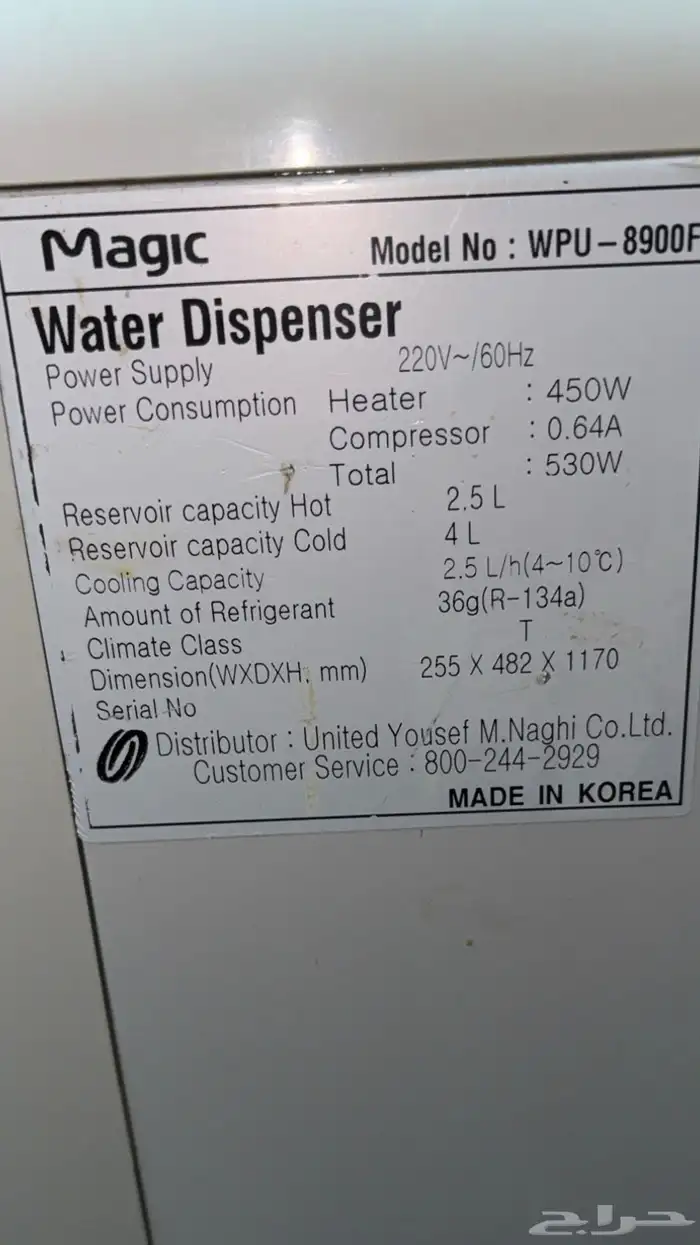 Magic Model No : WPU-8900F
Water Dispenser
Power Supply 220V~/60Hz
Power Consumption Heater : 450W
Compressor : 0.64A
Total : 530W
Reservoir capacity Hot 2.5 L
Reservoir capacity Cold 4 L
Cooling Capacity 2.5 L/h(4~10℃)
Amount of Refrigerant 36g(R-134a)
Climate Class T
Dimension(WXDXH, mm) 255 X 482 X 1170
Serial No
Distributor : United Yousef M.Naghi Co.Ltd.
Customer Service : 800-244-2929
MADE IN KOREA
حراج